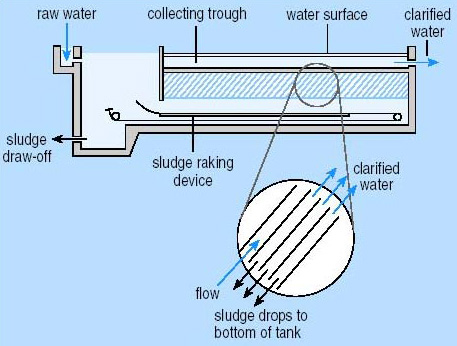 raw water
collecting trough
water surface
clarified
water
sludge
draw-off
sludge raking
device
clarified
water
flow
sludge drops to
bottom of tank